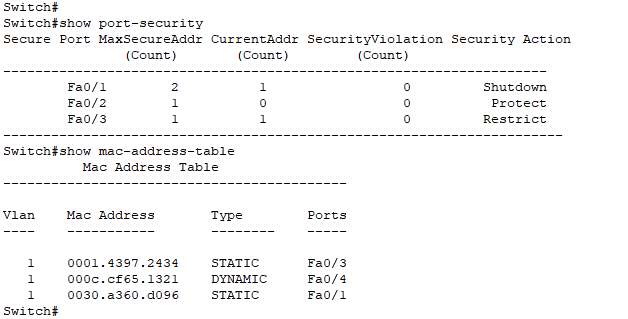 Switch#
Switch#show port-security
Secure Port MaxSecureAddr CurrentAddr SecurityViolation Security Action
(Count) (Count) (Count)
--------------------------------------------------------------------
Fa0/1 2 1 0 Shutdown
Fa0/2 1 0 0 Protect
Fa0/3 1 1 0 Restrict
----------------------------------------------------------------------
Switch#show mac-address-table
Mac Address Table
-------------------------------------------
Vlan Mac Address Type Ports
---- ----------- -------- -----
1 0001.4397.2434 STATIC Fa0/3
1 000c.cf65.1321 DYNAMIC Fa0/4
1 0030.a360.d096 STATIC Fa0/1
Switch#